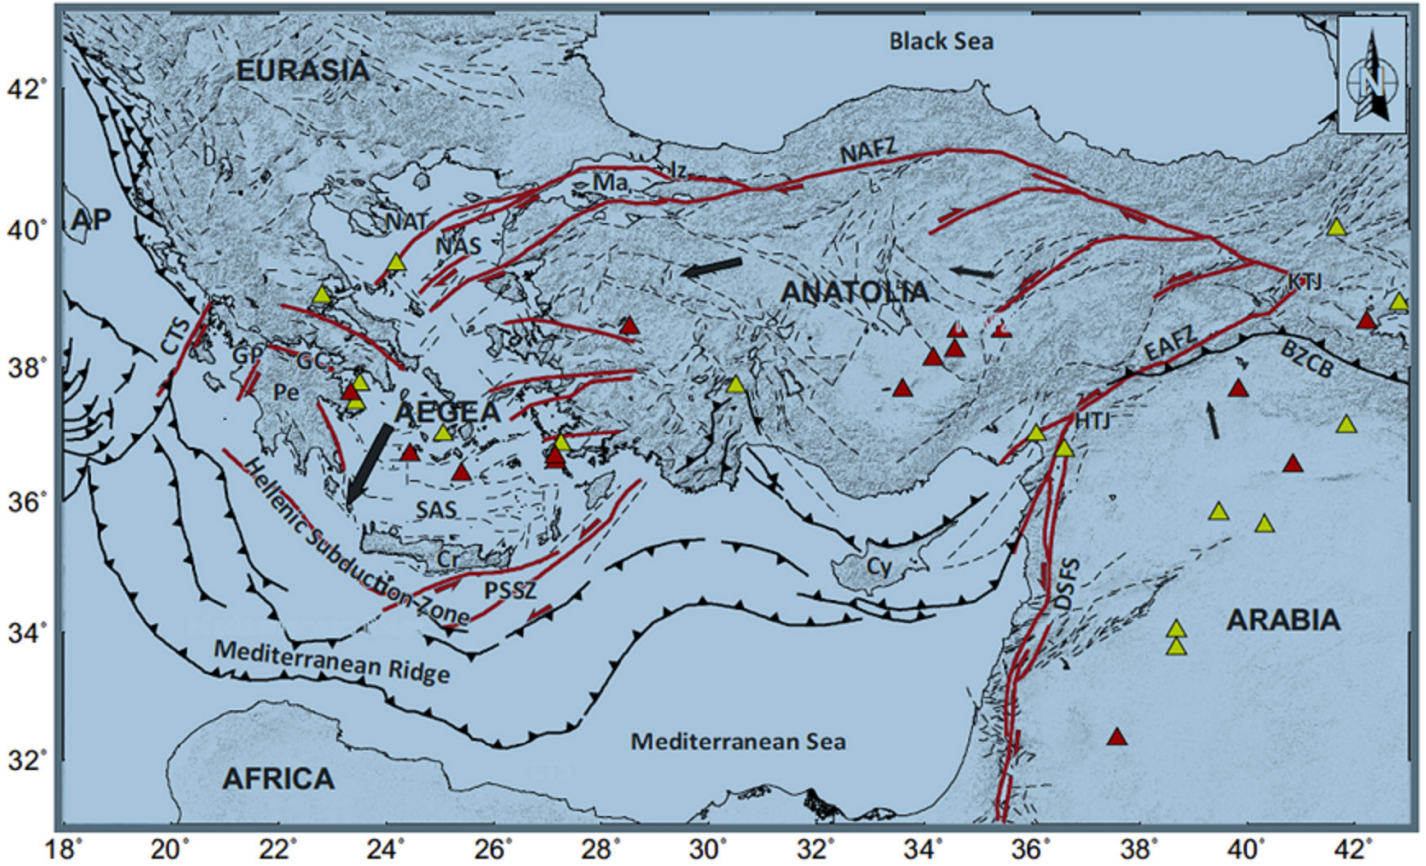 Black Sea
N
EURASIA
42°
NAFZ
D
Iz
Ma
AP
NAT
40°
NAS
ANATOLIA
KTJ
CTS
GP
GC
EAFZ
BZCB
38°
Pe
AEGEA
HTJ
36°
SAS
Hellenic Subduction Zone
Cr
Cy
PSSZ
DSFS
34°
ARABIA
Mediterranean Ridge
Mediterranean Sea
32°
AFRICA
18° 20° 22° 24° 26° 28° 30° 32° 34° 36° 38° 40° 42°